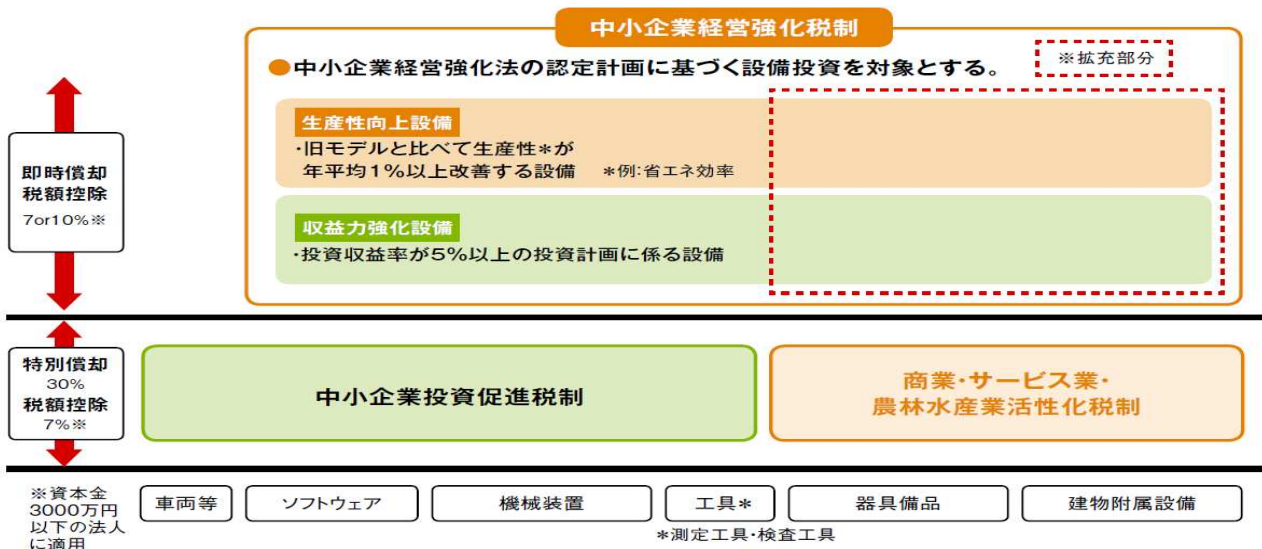 中小企業経営強化税制
●中小企業経営強化法の認定計画に基づく設備投資を対象とする。
※拡充部分
生産性向上設備
・旧モデルと比べて生産性*が
年平均1%以上改善する設備 *例:省エネ効率
即時償却
税額控除
7or10%※
収益力強化設備
・投資収益率が5%以上の投資計画に係る設備
特別償却
30%
税額控除
7%※
中小企業投資促進税制
商業・サービス業・
農林水産業活性化税制
※資本金
3000万円
以下の法人
に適用
車両等
ソフトウェア
機械装置
工具*
器具備品
建物附属設備
*測定工具・検査工具